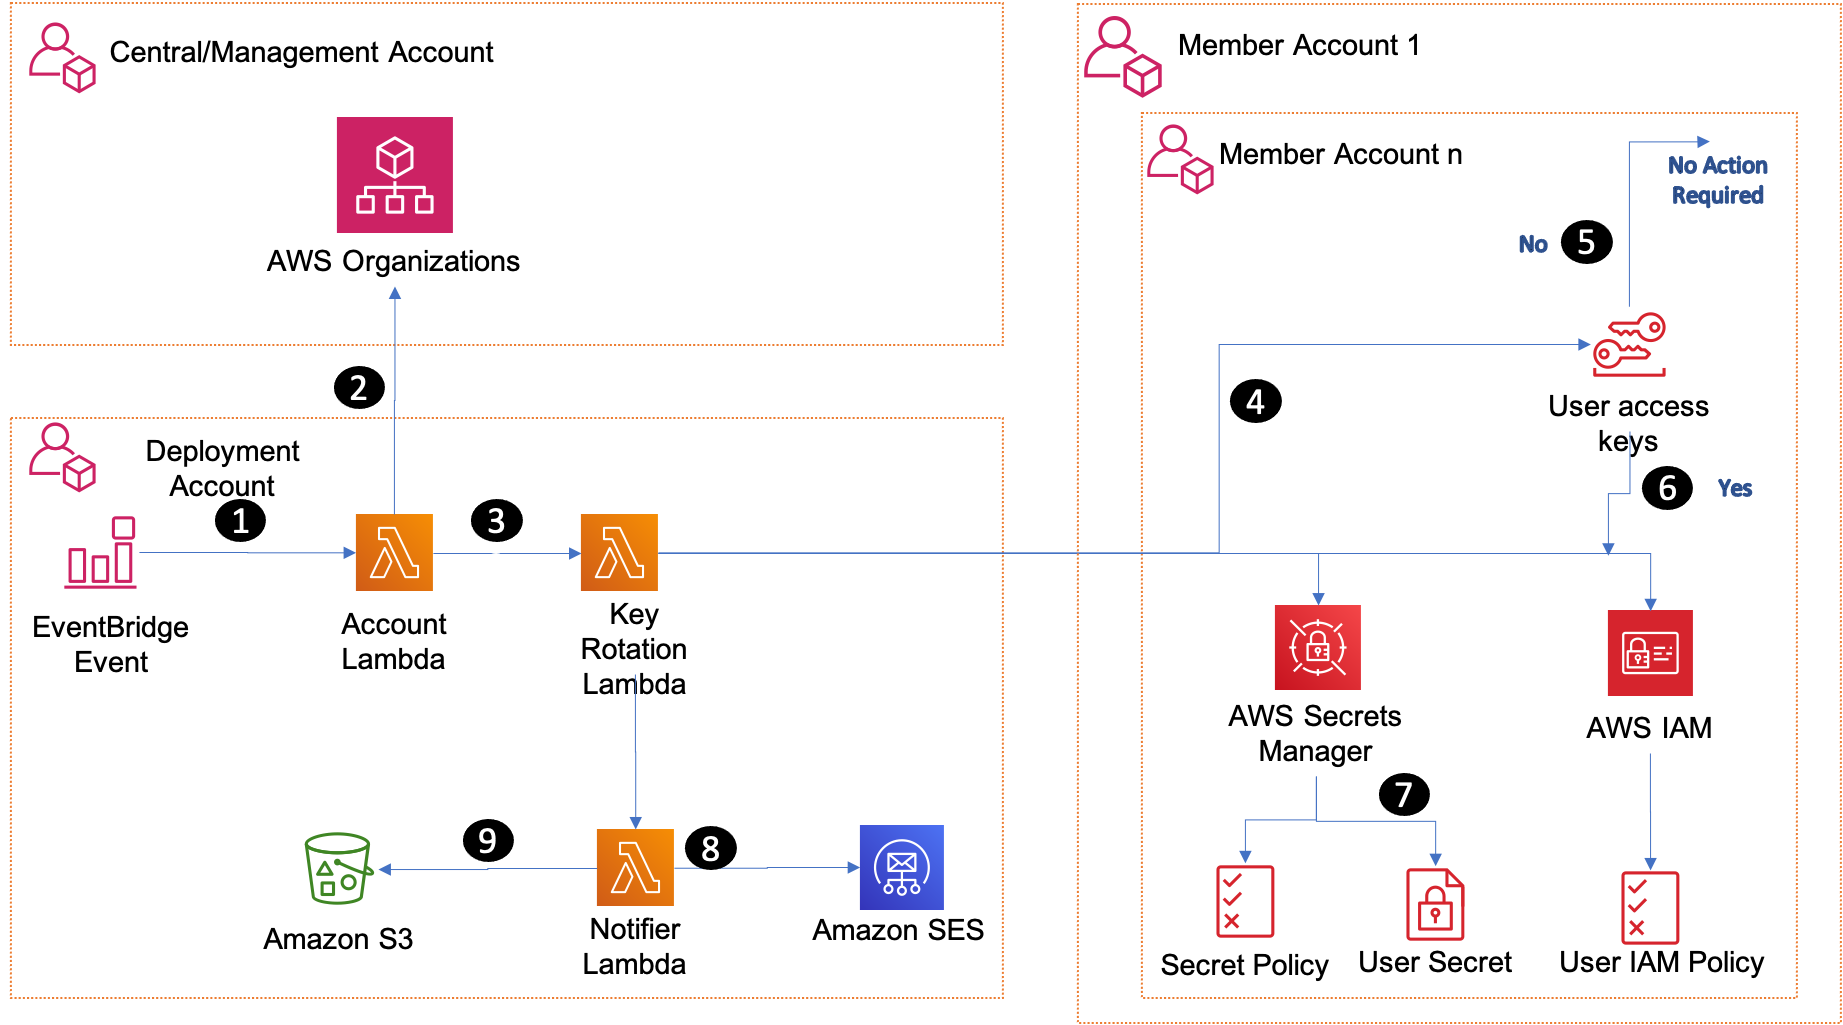 Central/Management Account
AWS Organizations
2
Deployment
Account
1
3
EventBridge
Event
Account
Lambda
Key
Rotation
Lambda
9
8
Amazon S3
Notifier
Lambda
Amazon SES
Member Account 1
Member Account n
No Action
Required
No
5
4
User access
keys
6
Yes
AWS Secrets
Manager
AWS IAM
7
Secret Policy
User Secret
User IAM Policy